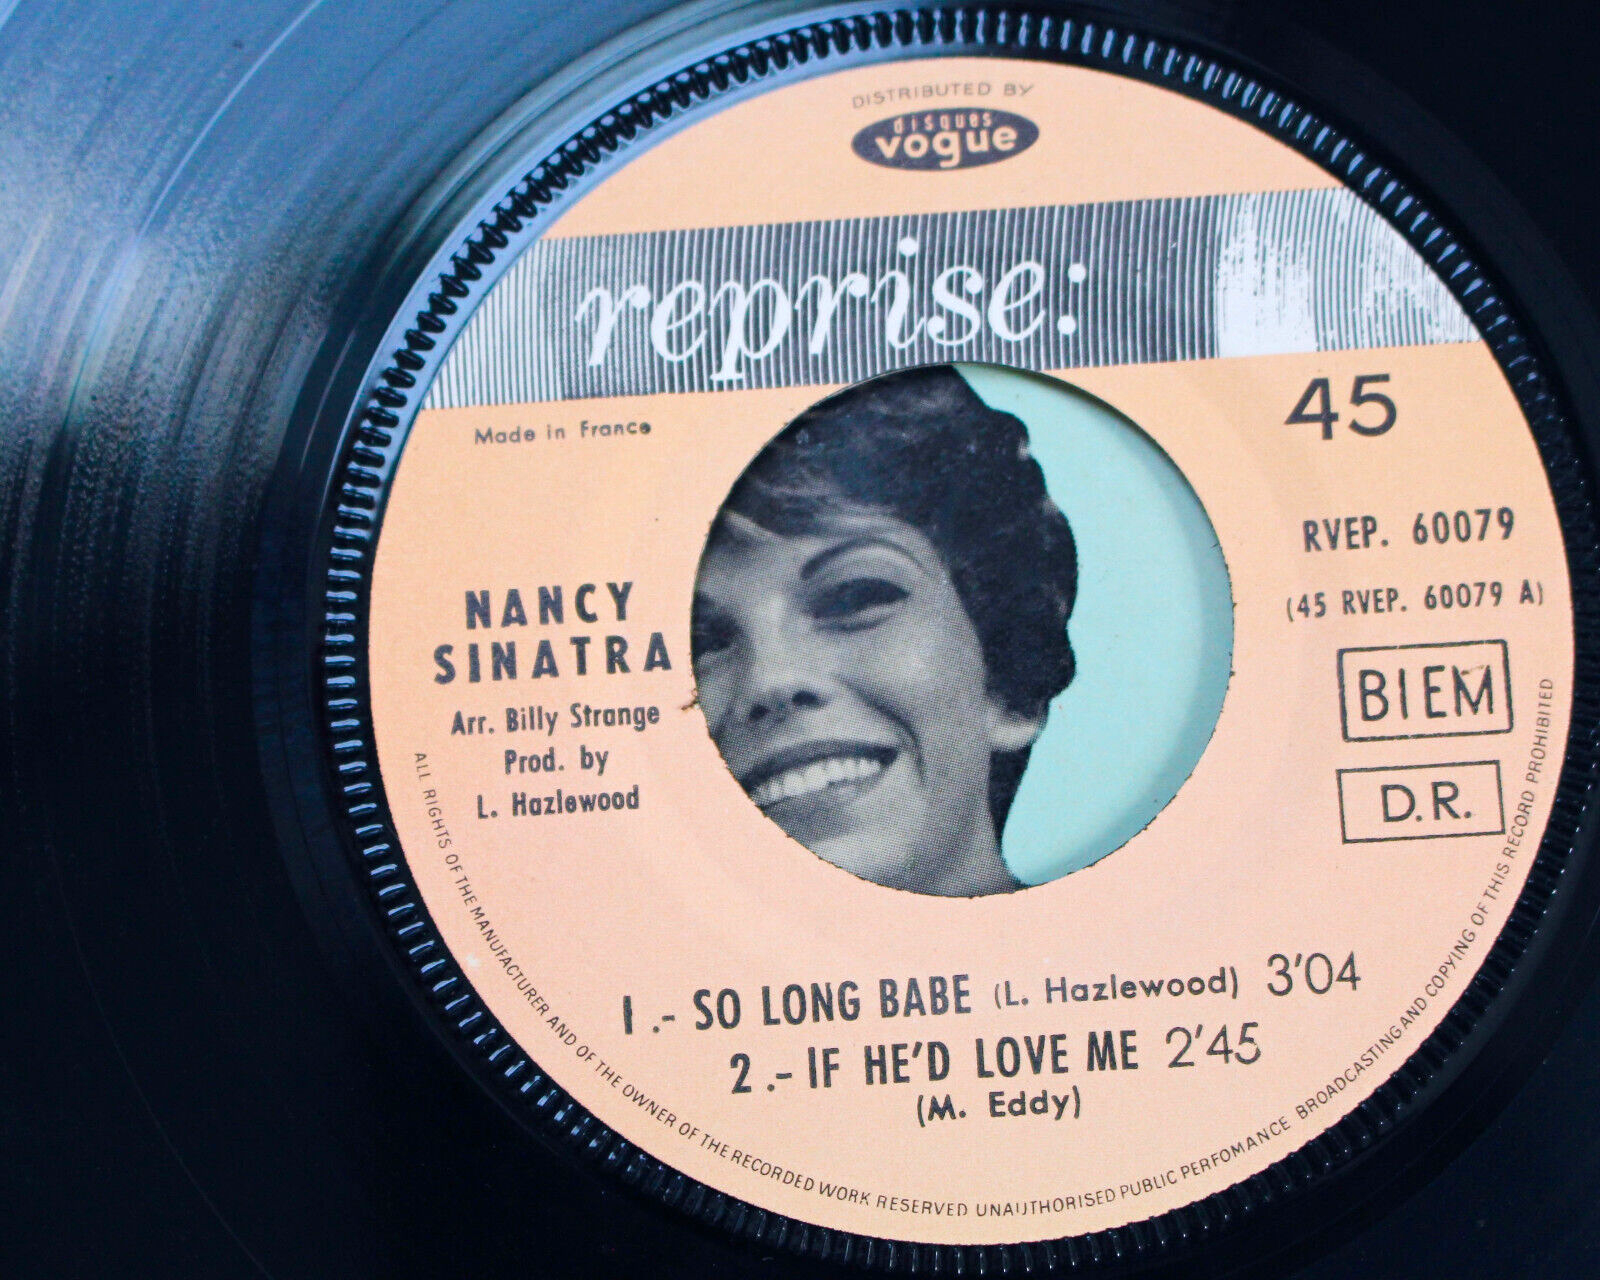 DISTRIBUTED BY
disques
vogue
reprise:
Made in France
45
RVEP. 60079
(45 RVEP. 60079 A)
BIEM
D.R.
NANCY
SINATRA
Arr. Billy Strange
Prod. by
L. Hazlewood
1.- SO LONG BABE (L. Hazlewood) 3'04
2.- IF HE'D LOVE ME 2'45
(M. Eddy)
ALL RIGHTS OF THE MANUFACTURER AND OF THE OWNER OF THE RECORDED WORK RESERVED UNAUTHORISED PUBLIC PERFOMANCE BROADCASTING AND COPYING OF THIS RECORD PROHIBITED